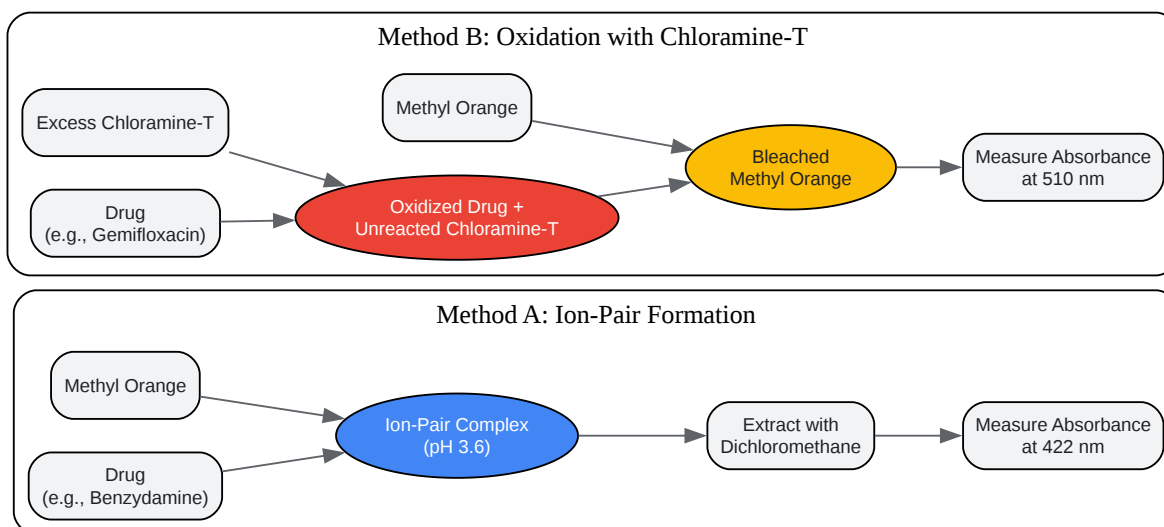 Method B: Oxidation with Chloramine-T
Excess Chloramine-T
Drug
(e.g., Gemifloxacin)
Methyl Orange
Oxidized Drug +
Unreacted Chloramine-T
Bleached
Methyl Orange
Measure Absorbance
at 510 nm
Method A: Ion-Pair Formation
Methyl Orange
Drug
(e.g., Benzydamine)
Ion-Pair Complex
(pH 3.6)
Extract with
Dichloromethane
Measure Absorbance
at 422 nm